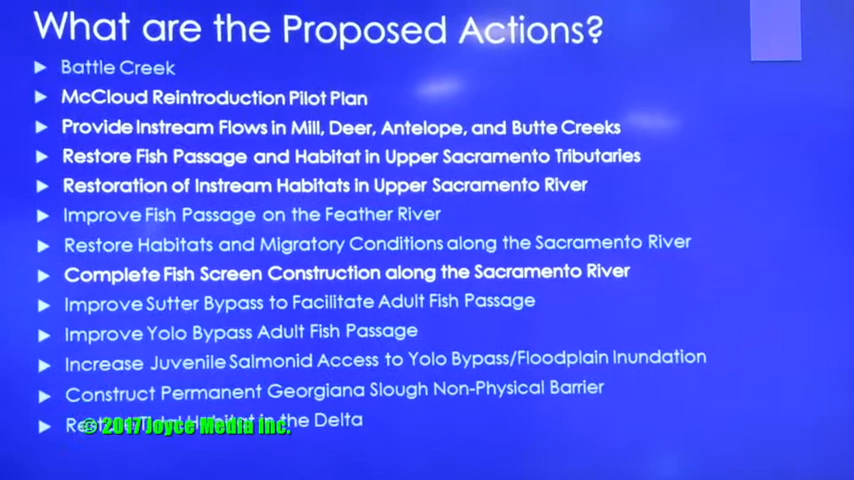 What are the Proposed Actions?
Battle Creek
McCloud Reintroduction Pilot Plan
Provide Instream Flows in Mill, Deer, Antelope, and Butte Creeks
Restore Fish Passage and Habitat in Upper Sacramento Tributaries
Restoration of Instream Habitats in Upper Sacramento River
Improve Fish Passage on the Feather River
Restore Habitats and Migratory Conditions along the Sacramento River
Complete Fish Screen Construction along the Sacramento River
Improve Sutter Bypass to Facilitate Adult Fish Passage
Improve Yolo Bypass Adult Fish Passage
Increase Juvenile Salmonid Access to Yolo Bypass/Floodplain Inundation
Construct Permanent Georgiana Slough Non-Physical Barrier
in the Delta
© 2017 Joyce Media Inc.